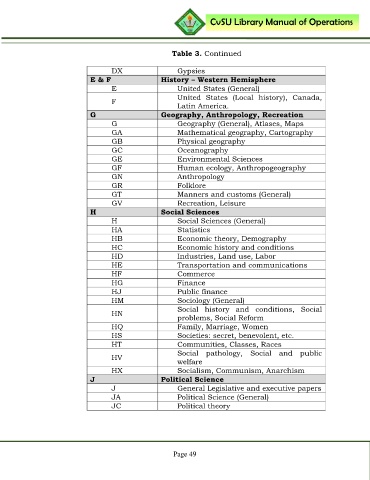 CvSU Library Manual of Operations
Table 3. Continued
DX Gypsies
E & F History – Western Hemisphere
E United States (General)
F United States (Local history), Canada,
Latin America.
G Geography, Anthropology, Recreation
G Geography (General), Atlases, Maps
GA Mathematical geography, Cartography
GB Physical geography
GC Oceanography
GE Environmental Sciences
GF Human ecology, Anthropogeography
GN Anthropology
GR Folklore
GT Manners and customs (General)
GV Recreation, Leisure
H Social Sciences
H Social Sciences (General)
HA Statistics
HB Economic theory, Demography
HC Economic history and conditions
HD Industries, Land use, Labor
HE Transportation and communications
HF Commerce
HG Finance
HJ Public finance
HM Sociology (General)
HN Social history and conditions, Social
problems, Social Reform
HQ Family, Marriage, Women
HS Societies: secret, benevolent, etc.
HT Communities, Classes, Races
HV Social pathology, Social and public
welfare
HX Socialism, Communism, Anarchism
J Political Science
J General Legislative and executive papers
JA Political Science (General)
JC Political theory
Page 49